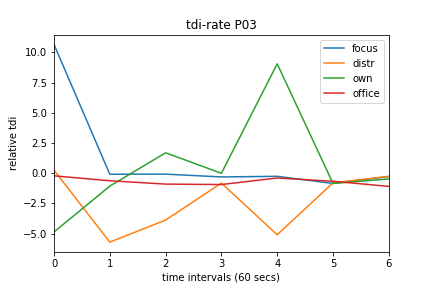 tdi-rate P03
relative tdi
10.0
7.5
5.0
2.5
0.0
−2.5
−5.0
focus
distr
own
office
0 1 2 3 4 5 6
time intervals (60 secs)